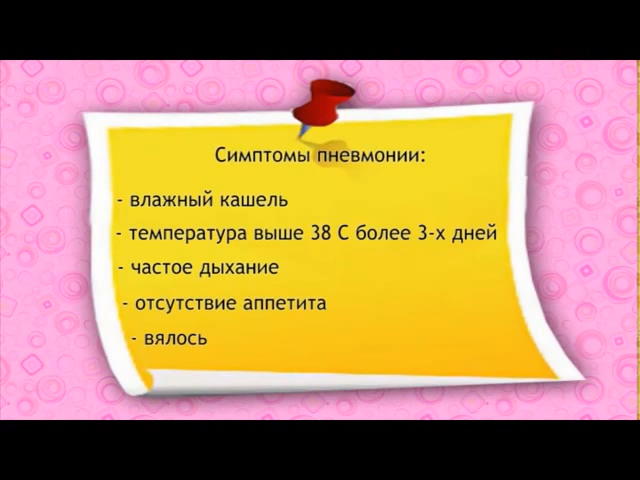 Симптомы пневмонии:
- влажный кашель
- температура выше 38 С более 3-х дней
- частое дыхание
- отсутствие аппетита
- вялось